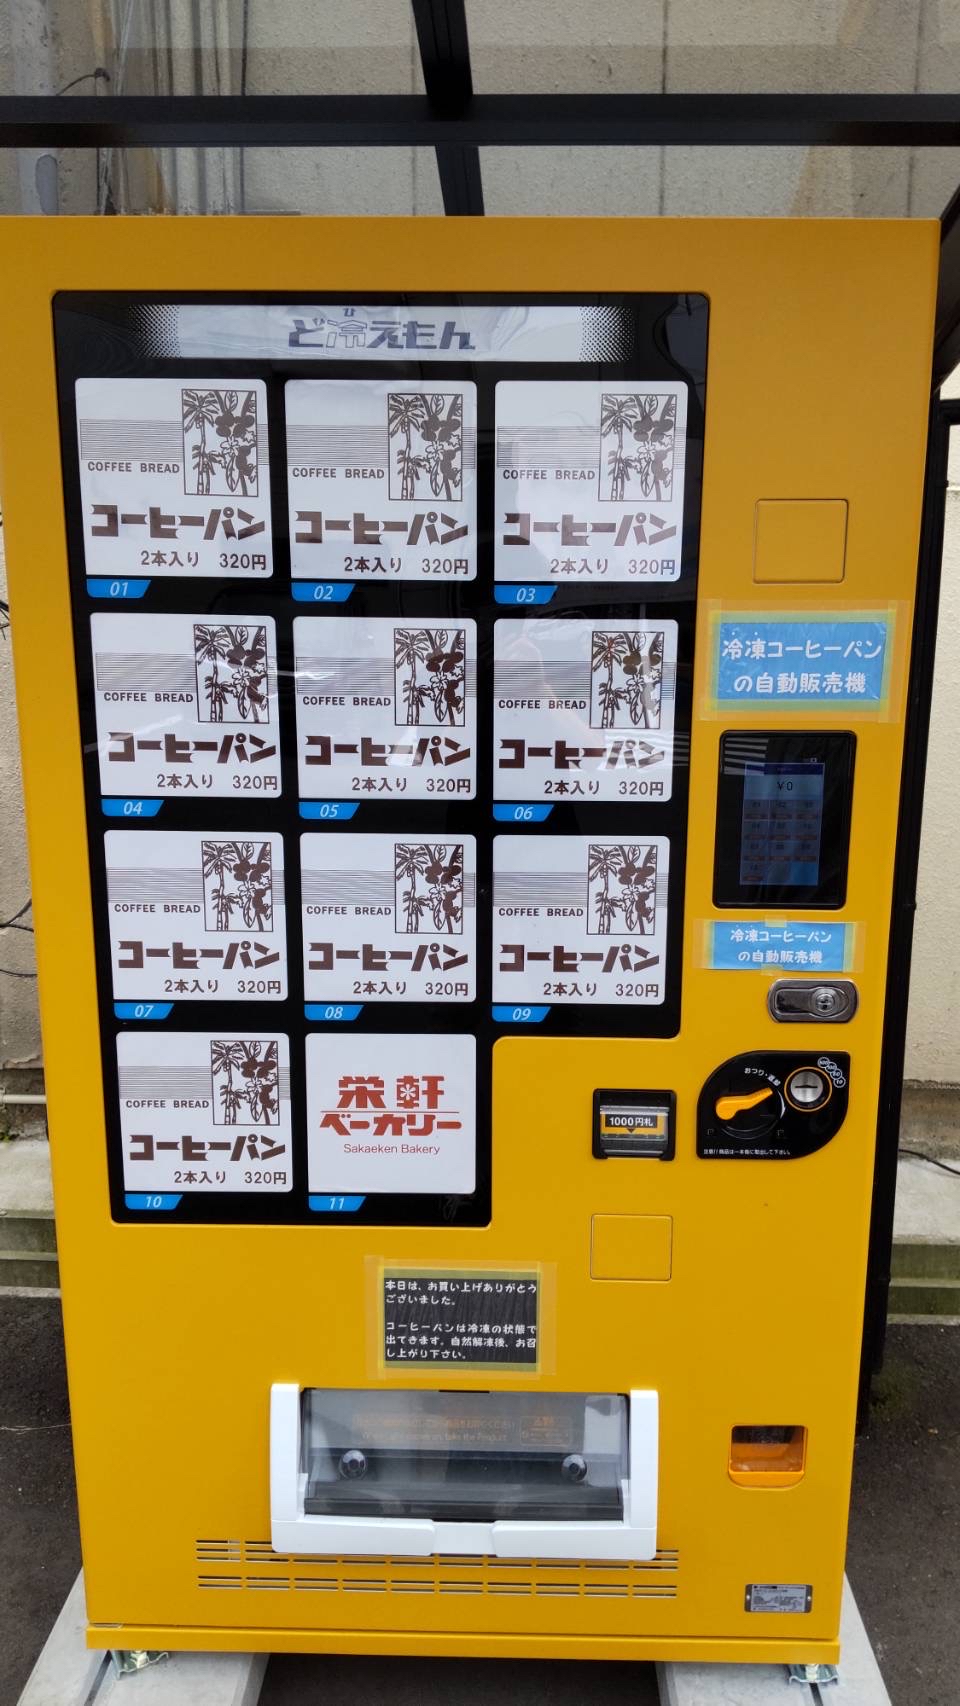 ど冷えもん
ひ
COFFEE BREAD
コーヒーパン
2本入り 320円
01
COFFEE BREAD
コーヒーパン
2本入り 320円
02
COFFEE BREAD
コーヒーパン
2本入り 320円
03
COFFEE BREAD
コーヒーパン
2本入り 320円
04
COFFEE BREAD
コーヒーパン
2本入り 320円
05
COFFEE BREAD
コーヒーパン
2本入り 320円
06
COFFEE BREAD
コーヒーパン
2本入り 320円
07
COFFEE BREAD
コーヒーパン
2本入り 320円
08
COFFEE BREAD
コーヒーパン
2本入り 320円
09
COFFEE BREAD
コーヒーパン
2本入り 320円
10
栄軒
ベーカリー
Sakaeken Bakery
11
冷凍コーヒーパン
の自動販売機
¥0
冷凍コーヒーパン
の自動販売機
おつり・返却
1000円札
本日は、お買い上げありがとう
ございました。
コーヒーパンは冷凍の状態で
出てきます。自然解凍後、お召
し上がり下さい。
take the Product